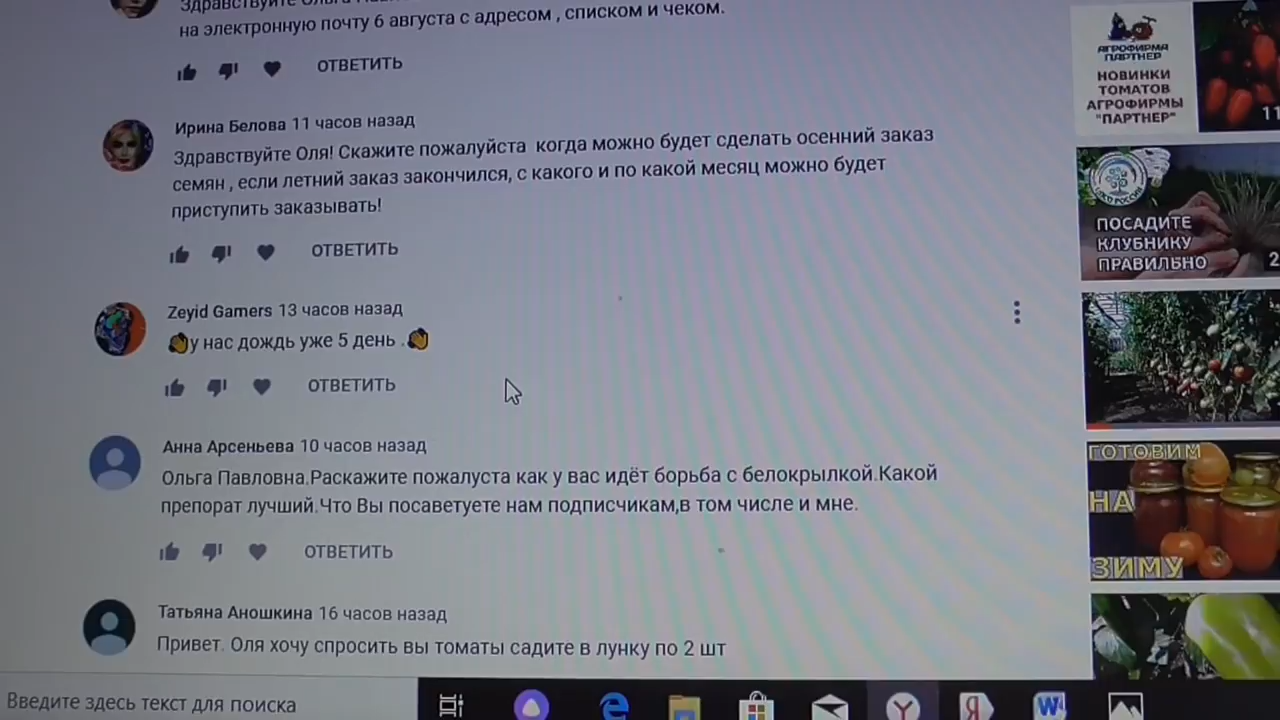 Здравствуйте Ольга
на электронную почту 6 августа с адресом , списком и чеком.
ОТВЕТИТЬ
Ирина Белова 11 часов назад
Здравствуйте Оля! Скажите пожалуйста когда можно будет сделать осенний заказ
семян , если летний заказ закончился, с какого и по какой месяц можно будет
приступить заказывать!
ОТВЕТИТЬ
Zeyid Gamers 13 часов назад
у нас дождь уже 5 день .
ОТВЕТИТЬ
Анна Арсеньева 10 часов назад
Ольга Павловна.Раскажите пожалуста как у вас идёт борьба с белокрылкой.Какой
препорат лучший.Что Вы посаветуете нам подписчикам,в том числе и мне.
ОТВЕТИТЬ
Татьяна Аношкина 16 часов назад
Привет. Оля хочу спросить вы томаты садите в лунку по 2 шт
АГРОФИРМА
ПАРТНЕР
НОВИНКИ
ТОМАТОВ
АГРОФИРМЫ
"ПАРТНЕР"
11
ПОСАДИТЕ
КЛУБНИКУ
ПРАВИЛЬНО
2
ГОТОВИМ
НА
ЗИМУ
Введите здесь текст для поиска